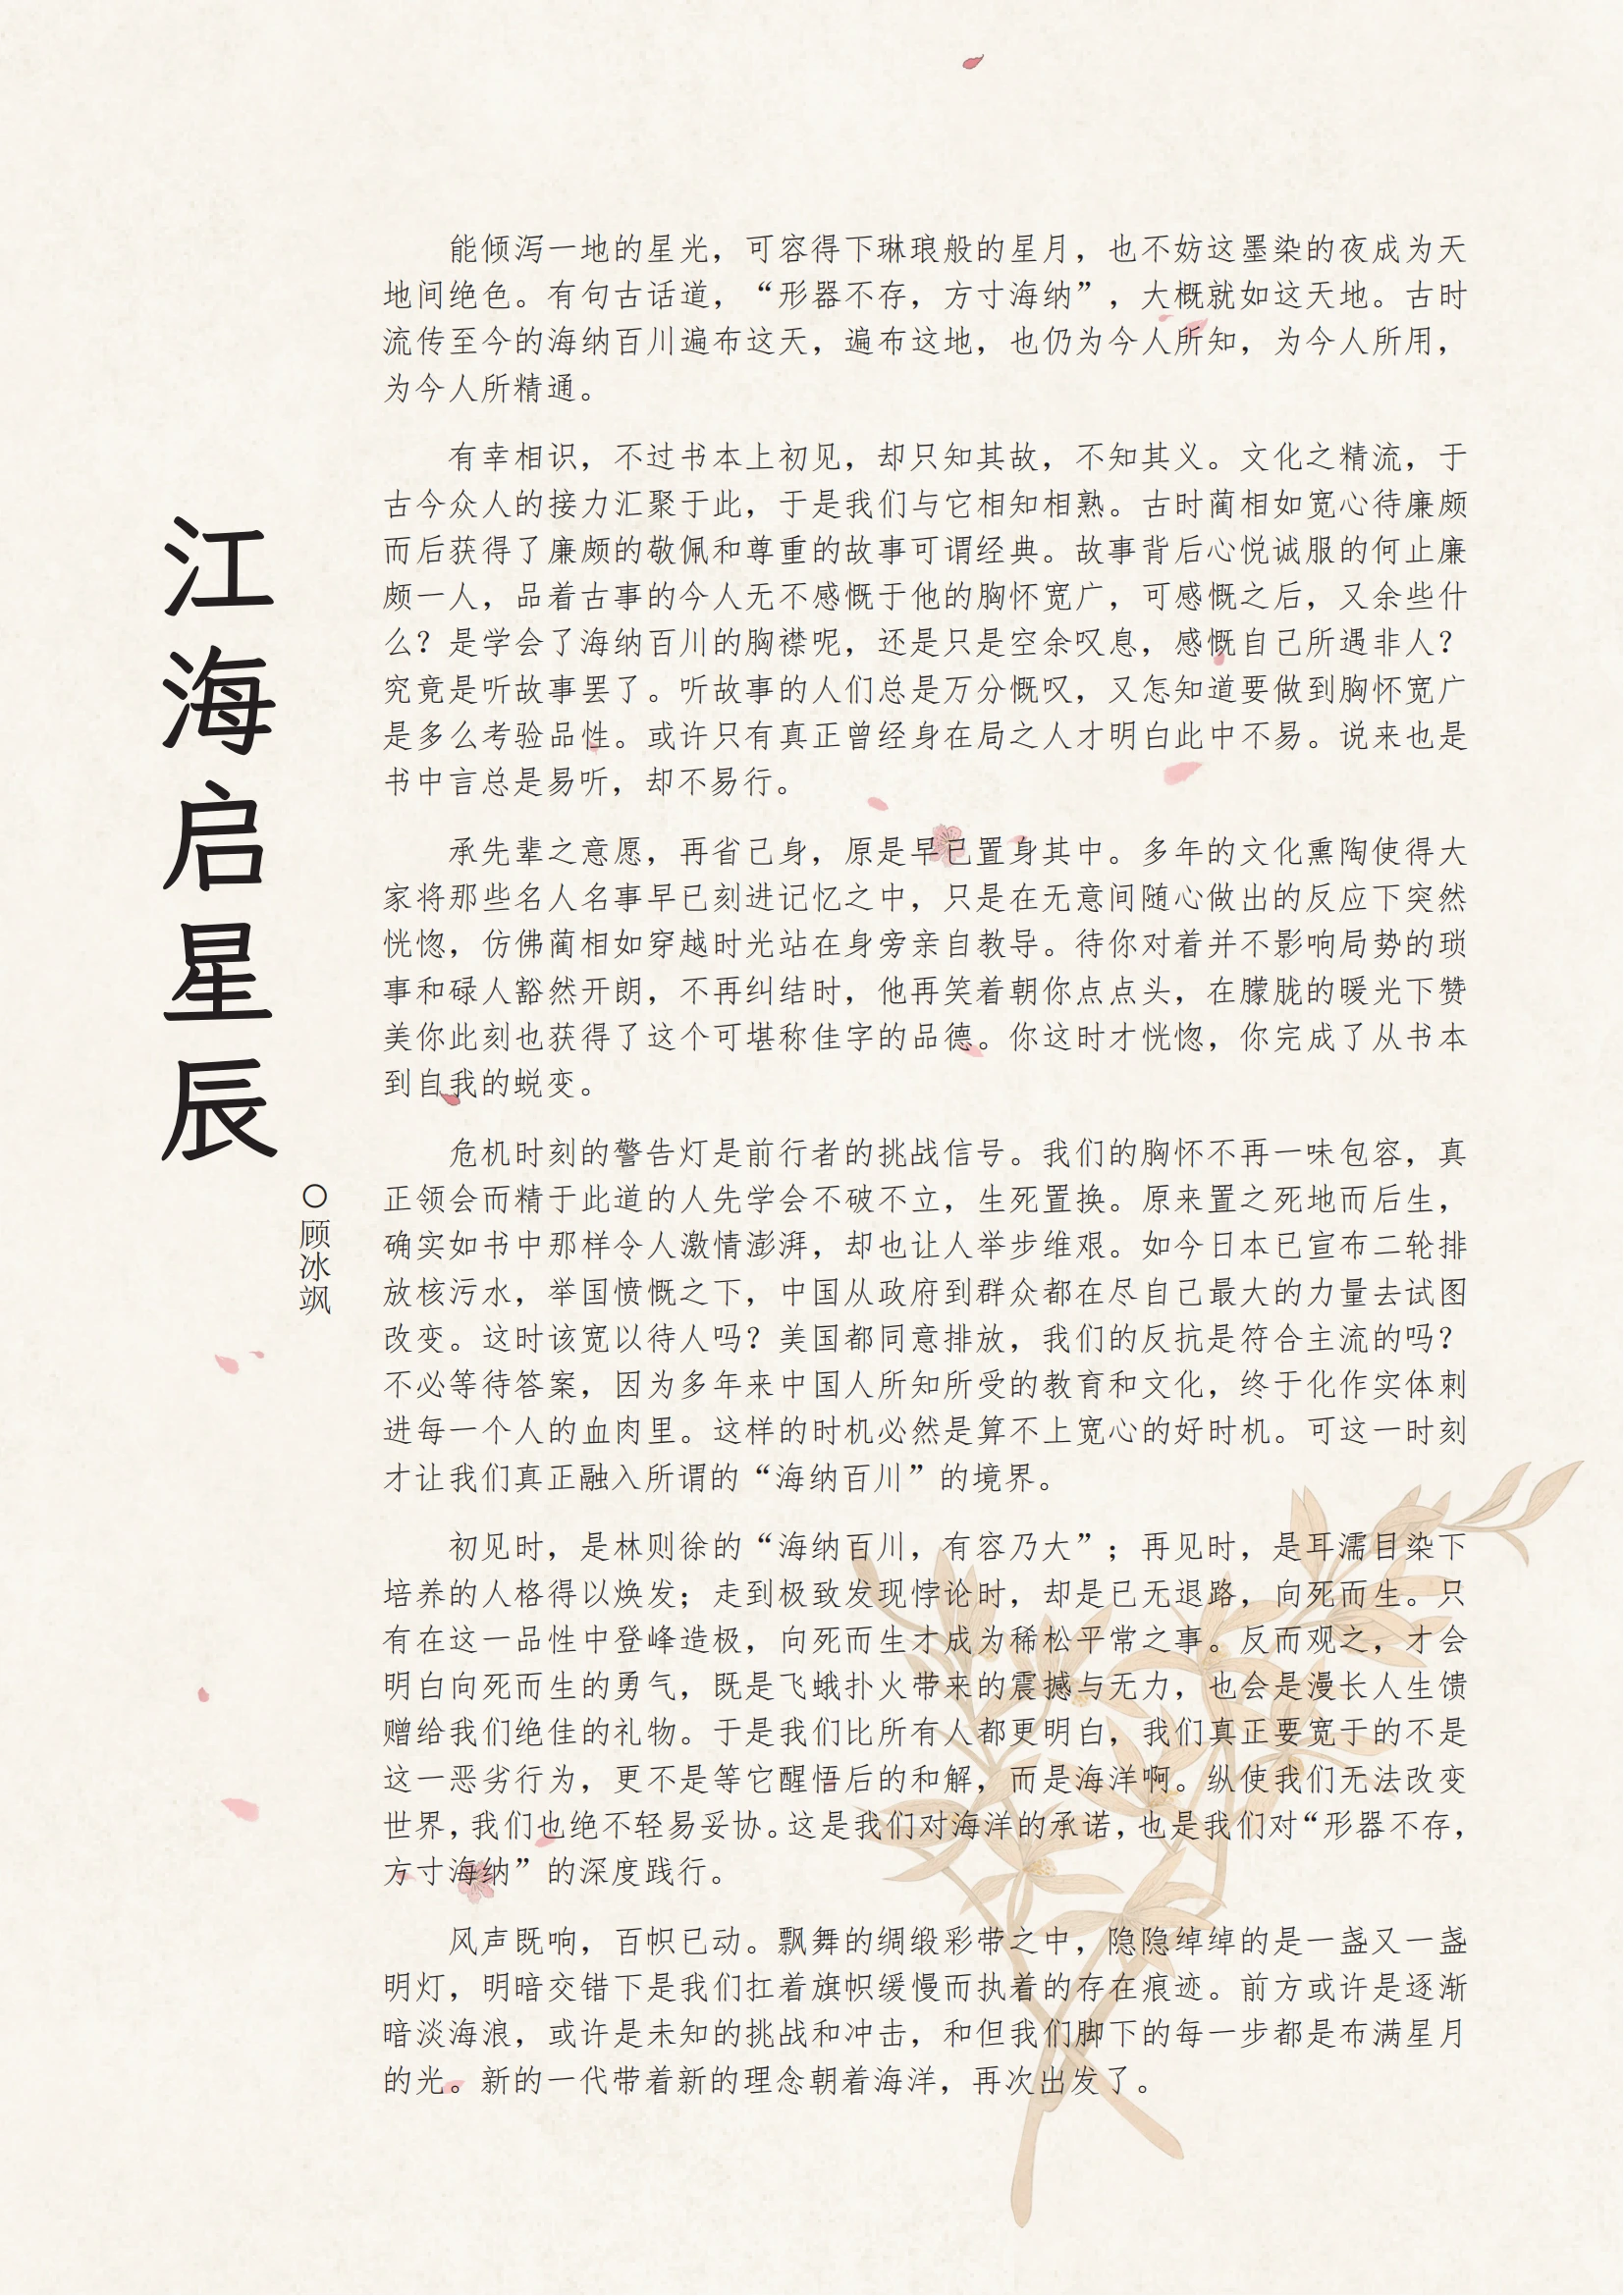 江海启星辰
○顾冰飒
能倾泻一地的星光，可容得下琳琅般的星月，也不妨这墨染的夜成为天
地间绝色。有句古话道，“形器不存，方寸海纳”，大概就如这天地。古时
流传至今的海纳百川遍布这天，遍布这地，也仍为今人所知，为今人所用，
为今人所精通。
有幸相识，不过书本上初见，却只知其故，不知其义。文化之精流，于
古今众人的接力汇聚于此，于是我们与它相知相熟。古时蔺相如宽心待廉颇
而后获得了廉颇的敬佩和尊重的故事可谓经典。故事背后心悦诚服的何止廉
颇一人，品着古事的今人无不感慨于他的胸怀宽广，可感慨之后，又余些什
么？是学会了海纳百川的胸襟呢，还是只是空余叹息，感慨自己所遇非人？
究竟是听故事罢了。听故事的人们总是万分慨叹，又怎知道要做到胸怀宽广
是多么考验品性。或许只有真正曾经身在局之人才明白此中不易。说来也是
书中言总是易听，却不易行。
承先辈之意愿，再省己身，原是早已置身其中。多年的文化熏陶使得大
家将那些名人名事早已刻进记忆之中，只是在无意间随心做出的反应下突然
恍惚，仿佛蔺相如穿越时光站在身旁亲自教导。待你对着并不影响局势的琐
事和碌人豁然开朗，不再纠结时，他再笑着朝你点点头，在朦胧的暖光下赞
美你此刻也获得了这个可堪称佳字的品德。你这时才恍惚，你完成了从书本
到自我的蜕变。
危机时刻的警告灯是前行者的挑战信号。我们的胸怀不再一味包容，真
正领会而精于此道的人先学会不破不立，生死置换。原来置之死地而后生，
确实如书中那样令人激情澎湃，却也让人举步维艰。如今日本已宣布二轮排
放核污水，举国愤慨之下，中国从政府到群众都在尽自己最大的力量去试图
改变。这时该宽以待人吗？美国都同意排放，我们的反抗是符合主流的吗？
不必等待答案，因为多年来中国人所知所受的教育和文化，终于化作实体刺
进每一个人的血肉里。这样的时机必然是算不上宽心的好时机。可这一时刻
才让我们真正融入所谓的“海纳百川”的境界。
初见时，是林则徐的“海纳百川，有容乃大”；再见时，是耳濡目染下
培养的人格得以焕发；走到极致发现悖论时，却是已无退路，向死而生。只
有在这一品性中登峰造极，向死而生才成为稀松平常之事。反而观之，才会
明白向死而生的勇气，既是飞蛾扑火带来的震撼与无力，也会是漫长人生馈
赠给我们绝佳的礼物。于是我们比所有人都更明白，我们真正要宽于的不是
这一恶劣行为，更不是等它醒悟后的和解，而是海洋啊。纵使我们无法改变
世界，我们也绝不轻易妥协。这是我们对海洋的承诺，也是我们对“形器不存，
方寸海纳”的深度践行。
风声既响，百帜已动。飘舞的绸缎彩带之中，隐隐绰绰的是一盏又一盏
明灯，明暗交错下是我们扛着旗帜缓慢而执着的存在痕迹。前方或许是逐渐
暗淡海浪，或许是未知的挑战和冲击，和但我们脚下的每一步都是布满星月
的光。新的一代带着新的理念朝着海洋，再次出发了。